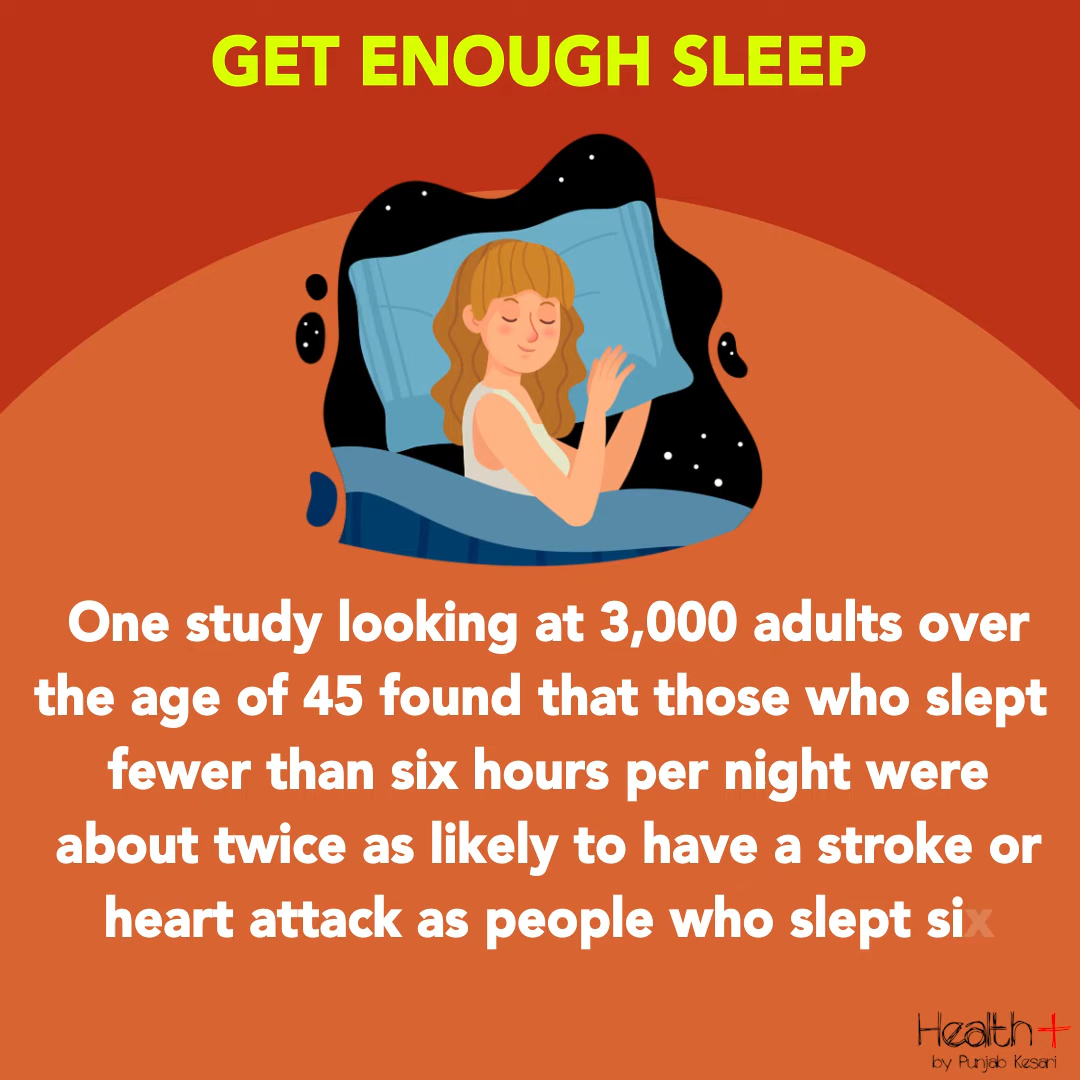 GET ENOUGH SLEEP
One study looking at 3,000 adults over
the age of 45 found that those who slept
fewer than six hours per night were
about twice as likely to have a stroke or
heart attack as people who slept six
Health+
by Punjab Kesari